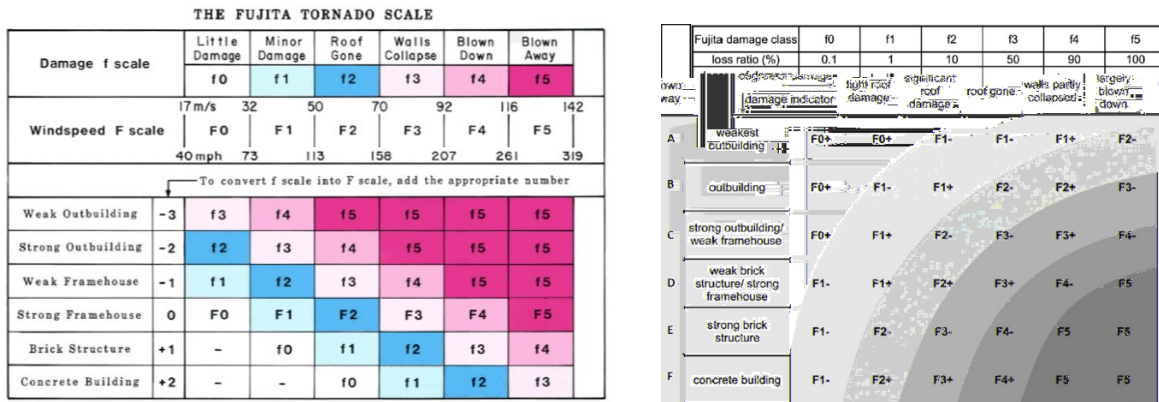 THE FUJITA TORNADO SCALE
Damage f scale
Little Damage
Minor Damage
Roof Gone
Walls Collapse
Blown Down
Blown Away
f0 f1 f2 f3 f4 f5
17 m/s 32 50 70 92 116 142
Windspeed F scale F0 F1 F2 F3 F4 F5
40 mph 73 113 158 207 261 319
To convert f scale into F scale, add the appropriate number
Weak Outbuilding -3 f3 f4 f5 f5 f5 f5
Strong Outbuilding -2 f2 f3 f4 f5 f5 f5
Weak Framehouse -1 f1 f2 f3 f4 f5 f5
Strong Framehouse 0 F0 F1 F2 F3 F4 F5
Brick Structure +1 - f0 f1 f2 f3 f4
Concrete Building +2 - - f0 f1 f2 f3
Fujita damage class f0 f1 f2 f3 f4 f5
loss ratio (%) 0.1 1 10 50 90 100
damage indicator
roof damage
significant roof damage
roof gone
walls partly collapsed
largely blown down
A weakest outbuilding F0+ F0+ F1- F1- F1+ F2-
B outbuilding F0+ F1- F1+ F2- F2+ F3-
C strong outbuilding/ weak framehouse F0+ F1+ F2- F3- F3+ F4-
D weak brick structure/ strong framehouse F1- F1+ F2+ F3+ F4- F5
E strong brick structure F1- F2- F3- F4- F5 F5
F concrete building F1- F2+ F3+ F4+ F5 F5